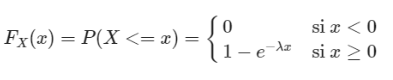 F_X(x) = P(X <= x) = { 0 si x < 0
1 − e^{−λx} si x ≥ 0